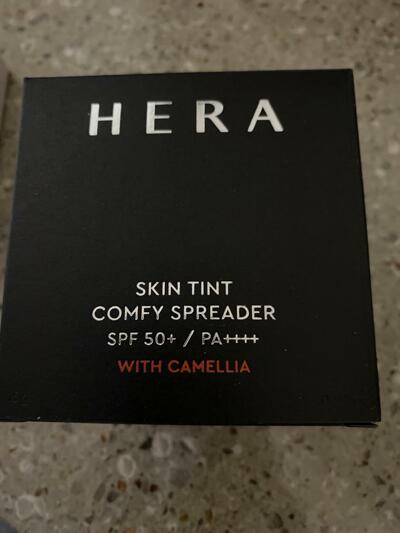 HERA
SKIN TINT
COMFY SPREADER
SPF 50+ / PA++++
WITH CAMELLIA